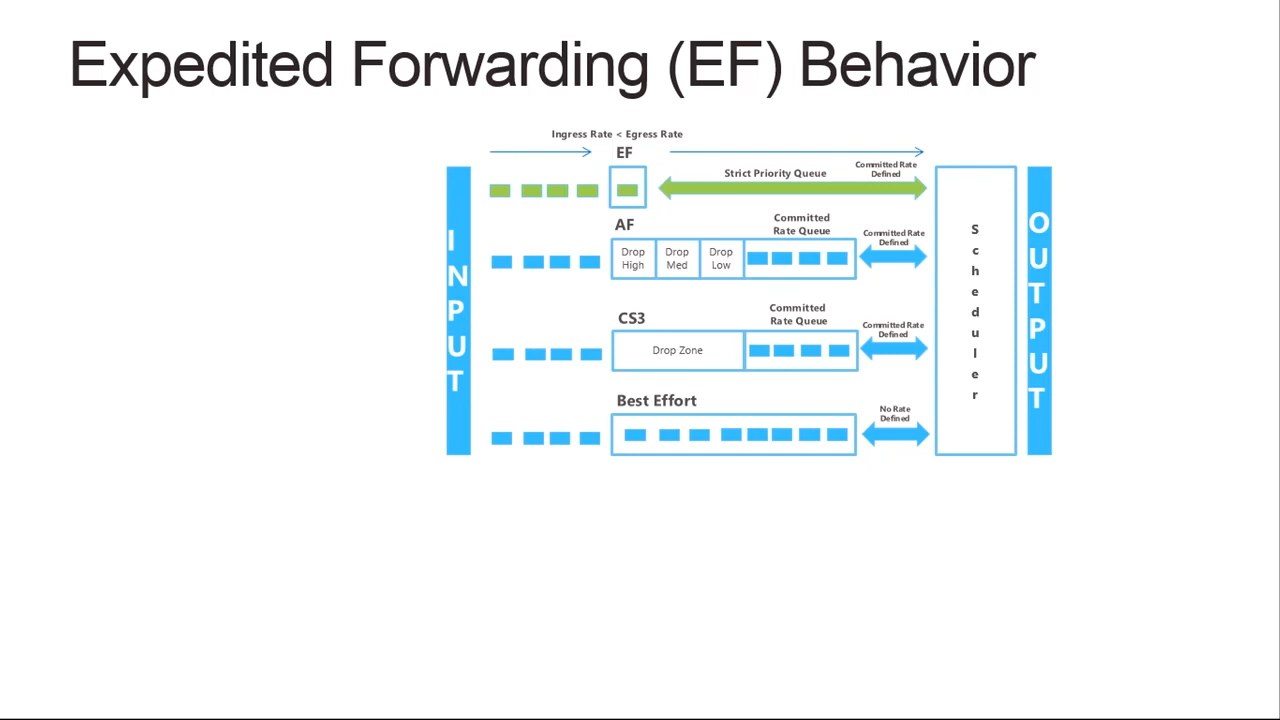 Expedited Forwarding (EF) Behavior
Ingress Rate < Egress Rate
EF
Strict Priority Queue
Committed Rate
Defined
AF
Drop
High
Drop
Med
Drop
Low
Committed
Rate Queue
Committed Rate
Defined
CS3
Drop Zone
Committed
Rate Queue
Committed Rate
Defined
Best Effort
No Rate
Defined
INPUT
Scheduler
OUTPUT